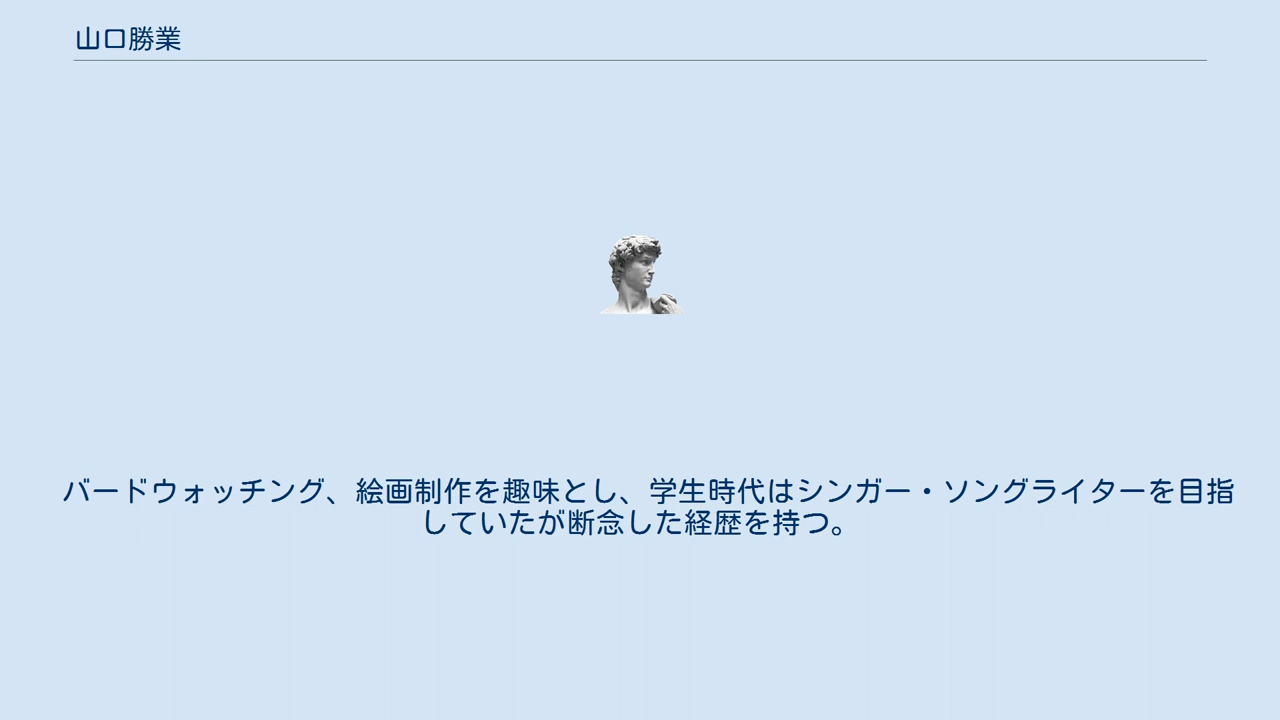 山口勝業
バードウォッチング、絵画制作を趣味とし、学生時代はシンガー・ソングライターを目指
していたが断念した経歴を持つ。